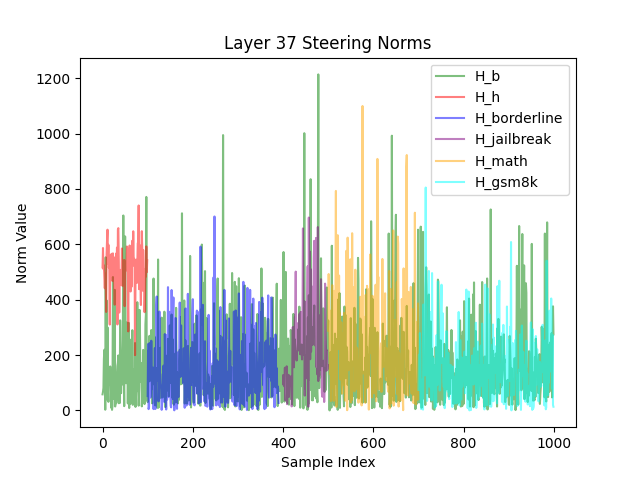 Layer 37 Steering Norms
Norm Value
1200
1000
800
600
400
200
0
0 200 400 600 800 1000
Sample Index
H_b
H_h
H_borderline
H_jailbreak
H_math
H_gsm8k